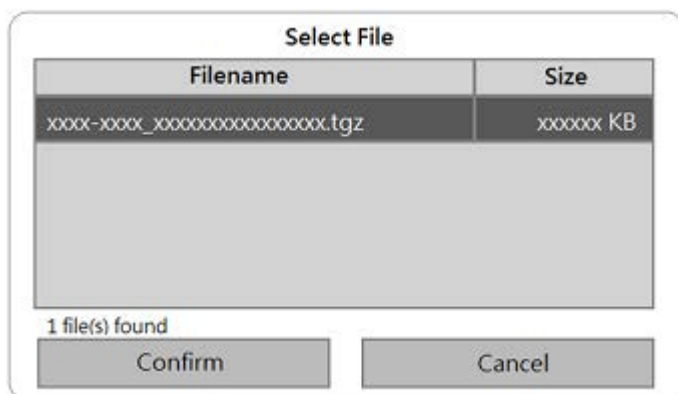 Select File
Filename Size
xxxx-xxxx_xxxxxxxxxxxxxxxx.tgz xxxxxx KB
1 file(s) found
Confirm Cancel